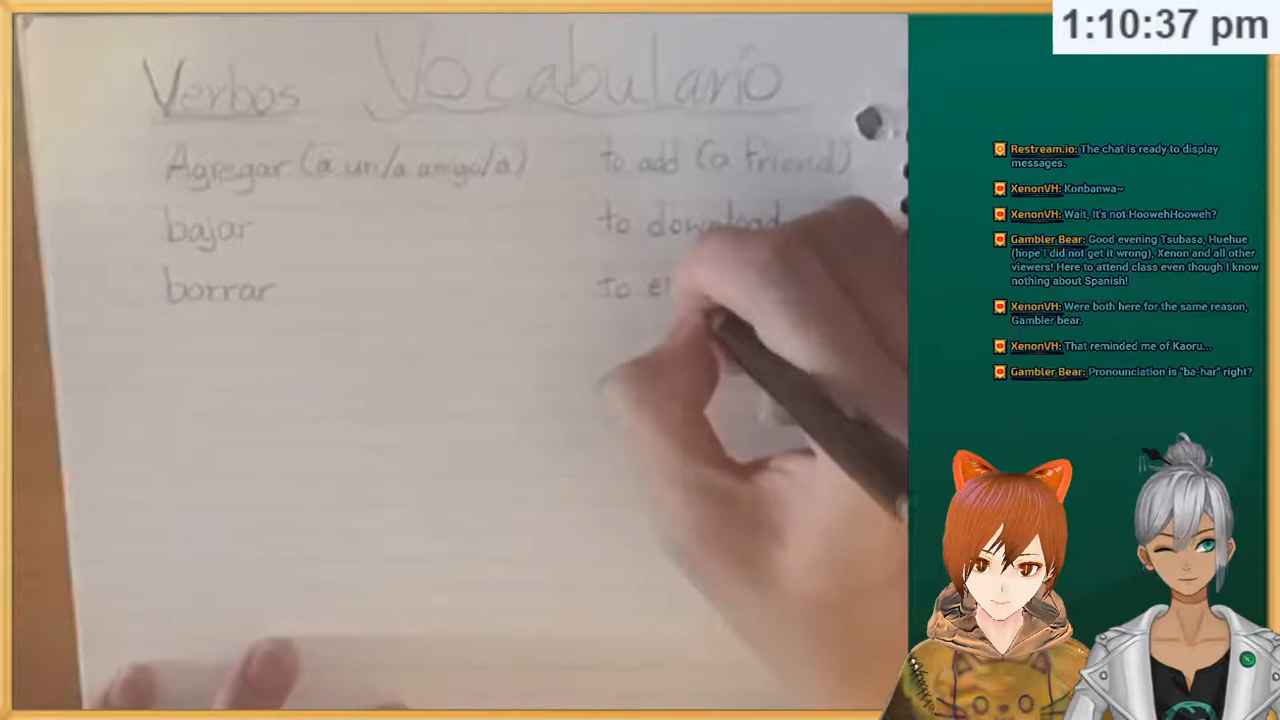 1:10:37 pm
Verbos Vocabulario
Agregar (a un/a amigo/a) to add (a friend)
bajar to download
borrar to
Restream.io: The chat is ready to display
messages.
XenonVH: Konbanwa~
XenonVH: Wait, It's not HoowehHooweh?
Gambler Bear: Good evening Tsubasa, Huehue
(hope I did not get it wrong), Xenon and all other
viewers! Here to attend class even though I know
nothing about Spanish!
XenonVH: Were both here for the same reason,
Gambler bear.
XenonVH: That reminded me of Kaoru...
Gambler Bear: Pronounciation is "ba-har" right?